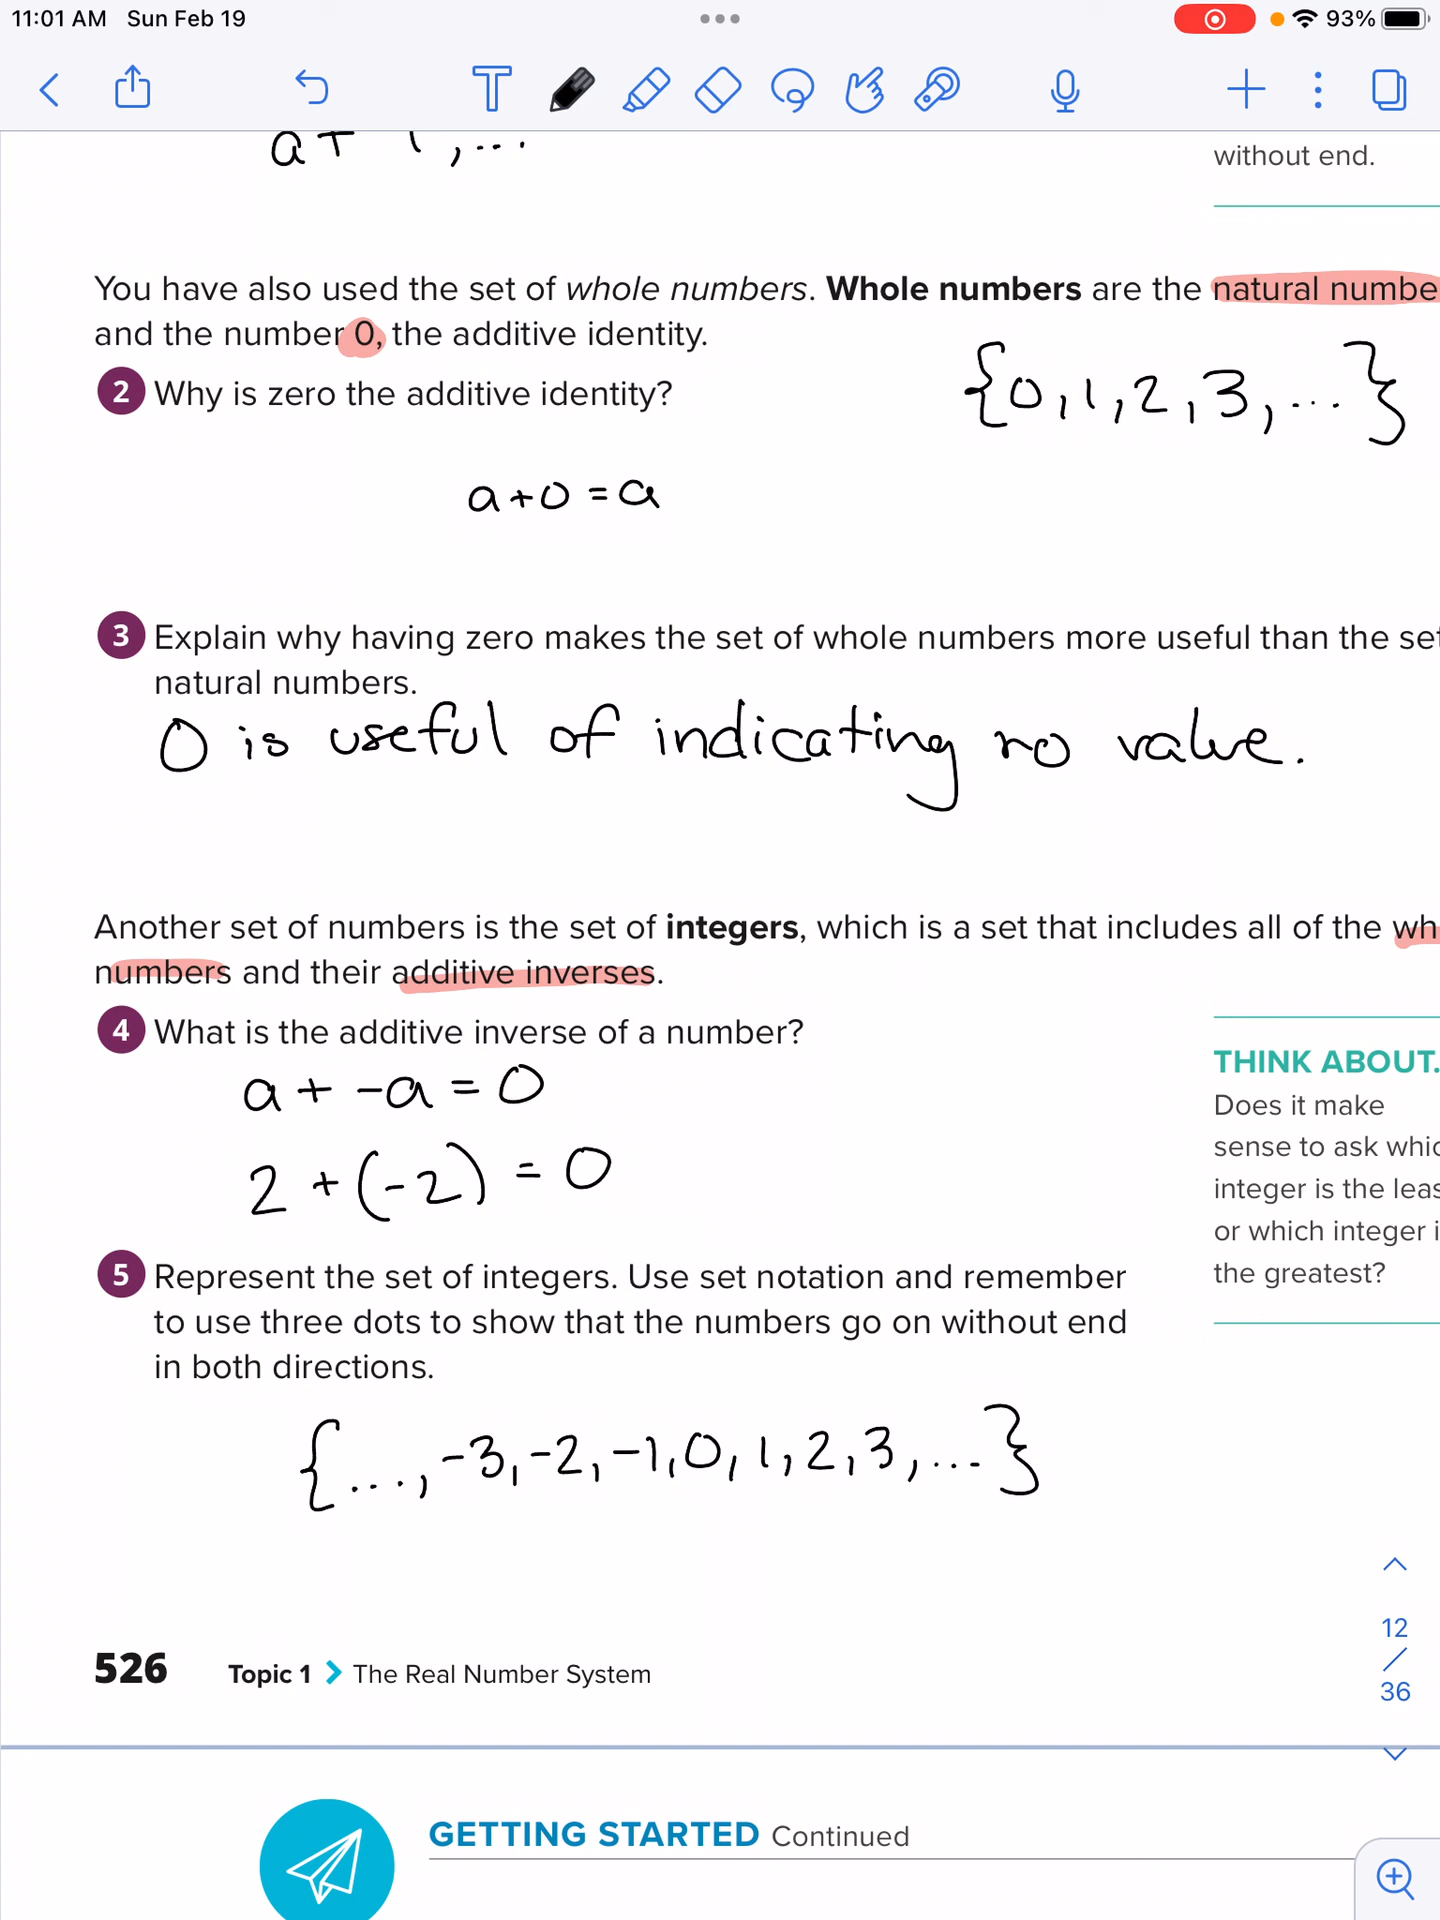 11:01 AM Sun Feb 19
93%
a+ 1,...
without end.
You have also used the set of whole numbers. Whole numbers are the natural numbe
and the number 0, the additive identity.
{0,1,2,3,...}
2 Why is zero the additive identity?
a+0=a
3 Explain why having zero makes the set of whole numbers more useful than the set
natural numbers.
0 is useful of indicating no value.
Another set of numbers is the set of integers, which is a set that includes all of the wh
numbers and their additive inverses.
4 What is the additive inverse of a number?
a+ -a=0
2+(-2)=0
THINK ABOUT.
Does it make
sense to ask whic
integer is the leas
or which integer i
the greatest?
5 Represent the set of integers. Use set notation and remember
to use three dots to show that the numbers go on without end
in both directions.
{...,-3,-2,-1,0,1,2,3,...}
12
/
36
526 Topic 1 > The Real Number System
GETTING STARTED Continued